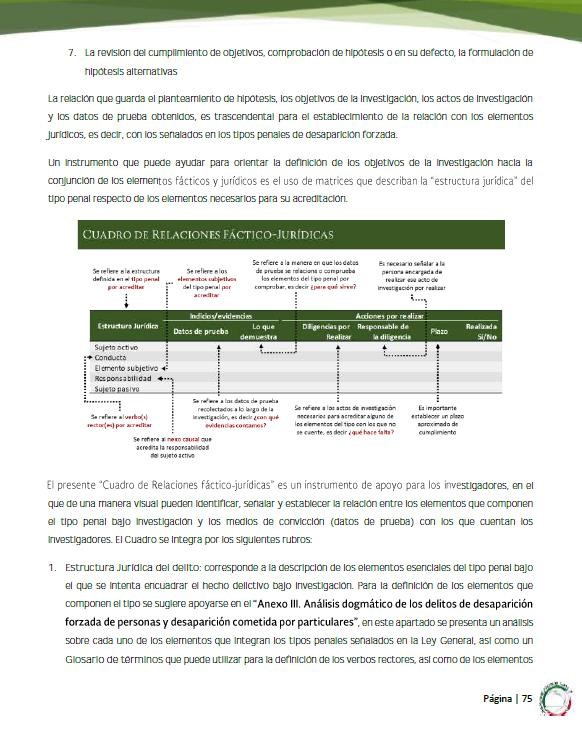 7. La revisión del cumplimiento de objetivos, comprobación de hipótesis o en su defecto, la formulación de
hipótesis alternativas
La relación que guarda el planteamiento de hipótesis, los objetivos de la investigación, los actos de investigación
y los datos de prueba obtenidos, es trascendental para el establecimiento de la relación con los elementos
jurídicos, es decir, con los señalados en los tipos penales de desaparición forzada.
Un instrumento que puede ayudar para orientar la definición de los objetivos de la investigación hacia la
conjunción de los elementos fácticos y jurídicos es el uso de matrices que describan la "estructura jurídica" del
tipo penal respecto de los elementos necesarios para su acreditación.
CUADRO DE RELACIONES FÁCTICO-JURÍDICAS
Se refiere a la estructura
definida en el tipo penal
por acreditar
Se refiere a los
elementos subjetivos
del tipo penal por
acreditar
Se refiere a la manera en que los datos
de prueba se relaciona o comprueba
los elementos del tipo penal por
comprobar, es decir ¿para qué sirve?
Es necesario señalar a la
persona encargada de
realizar ese acto de
investigación por realizar
Indicios/evidencias
Acciones por realizar
Estructura Jurídica
Datos de prueba
Lo que
demuestra
Diligencias por
Realizar
Responsable de
la diligencia
Plazo
Realizada
Si/No
Sujeto activo
Conducta
Elemento subjetivo
Responsabilidad
Sujeto pasivo
Se refiere al verbo(s)
rector(es) por acreditar
Se refiere al nexo causal que
acredita la responsabilidad
del sujeto activo
Se refiere a los datos de prueba
recolectados a lo largo de la
investigación, es decir ¿con qué
evidencias contamos?
Se refiere a los actos de investigación
necesarios para acreditar alguno de
los elementos del tipo con los que no
se cuente, es decir ¿qué hace falta?
Es importante
establecer un plazo
aproximado de
cumplimiento
El presente "Cuadro de Relaciones fáctico-jurídicas" es un instrumento de apoyo para los investigadores, en el
que de una manera visual pueden identificar, señalar y establecer la relación entre los elementos que componen
el tipo penal bajo investigación y los medios de convicción (datos de prueba) con los que cuentan los
investigadores. El Cuadro se integra por los siguientes rubros:
1. Estructura Jurídica del delito: corresponde a la descripción de los elementos esenciales del tipo penal bajo
el que se intenta encuadrar el hecho delictivo bajo investigación. Para la definición de los elementos que
componen el tipo se sugiere apoyarse en el "Anexo III. Análisis dogmático de los delitos de desaparición
forzada de personas y desaparición cometida por particulares", en este apartado se presenta un análisis
sobre cada uno de los elementos que integran los tipos penales señalados en la Ley General, así como un
Glosario de términos que puede utilizar para la definición de los verbos rectores, así como de los elementos
Página | 75